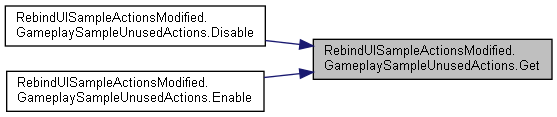 RebindUISampleActionsModified.
GameplaySampleUnusedActions.Disable
RebindUISampleActionsModified.
GameplaySampleUnusedActions.Get
RebindUISampleActionsModified.
GameplaySampleUnusedActions.Enable